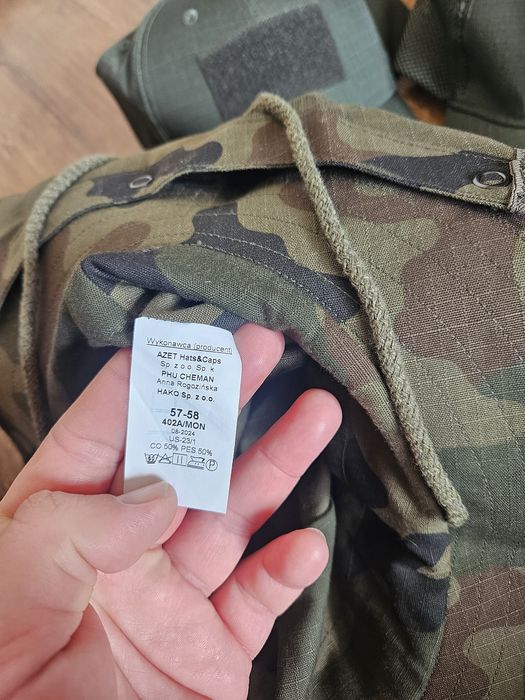 Wykonawca (producent)
AZET Hats&Caps
Sp. z o.o. Sp. k
PHU CHEMAN
Anna Rogozińska
HAKO Sp. z o.o.
57-58
402A/MON
08-2024
US-23/1
CO 50% PES 50%
P